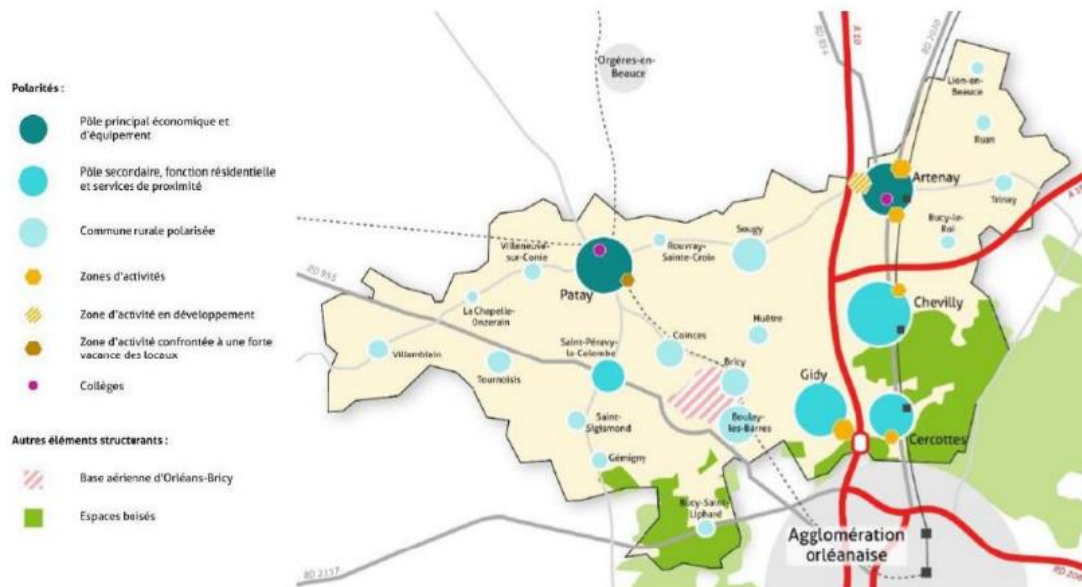 Polarités :
Pôle principal économique et
d'équipement
Pôle secondaire, fonction résidentielle
et services de proximité
Commune rurale polarisée
Zones d'activités
Zone d'activité en développement
Zone d'activité confrontée à une forte
vacance des locaux
Collèges
Autres éléments structurants :
Base aérienne d'Orléans-Bricy
Espaces boisés
Orgères-en-
Beauce
RD 954
A 10
RD 2020
Lion-en-
Beauce
Ruan
Artenay
Trinay
Bucy-le-
Roi
Sougy
Rouvray-
Sainte-Croix
Villeneuve-
sur-Conie
RD 955
Patay
La Chapelle-
Onzerain
Chevilly
Huêtre
Coinces
Saint-Péravy-
la-Colombe
Villamblain
Tournoisis
Bricy
Gidy
Boulay-
les-Barres
Cercottes
Saint-
Sigismond
Gémigny
Bucy-Saint-
Liphard
Agglomération
orléanaise
RD 2157